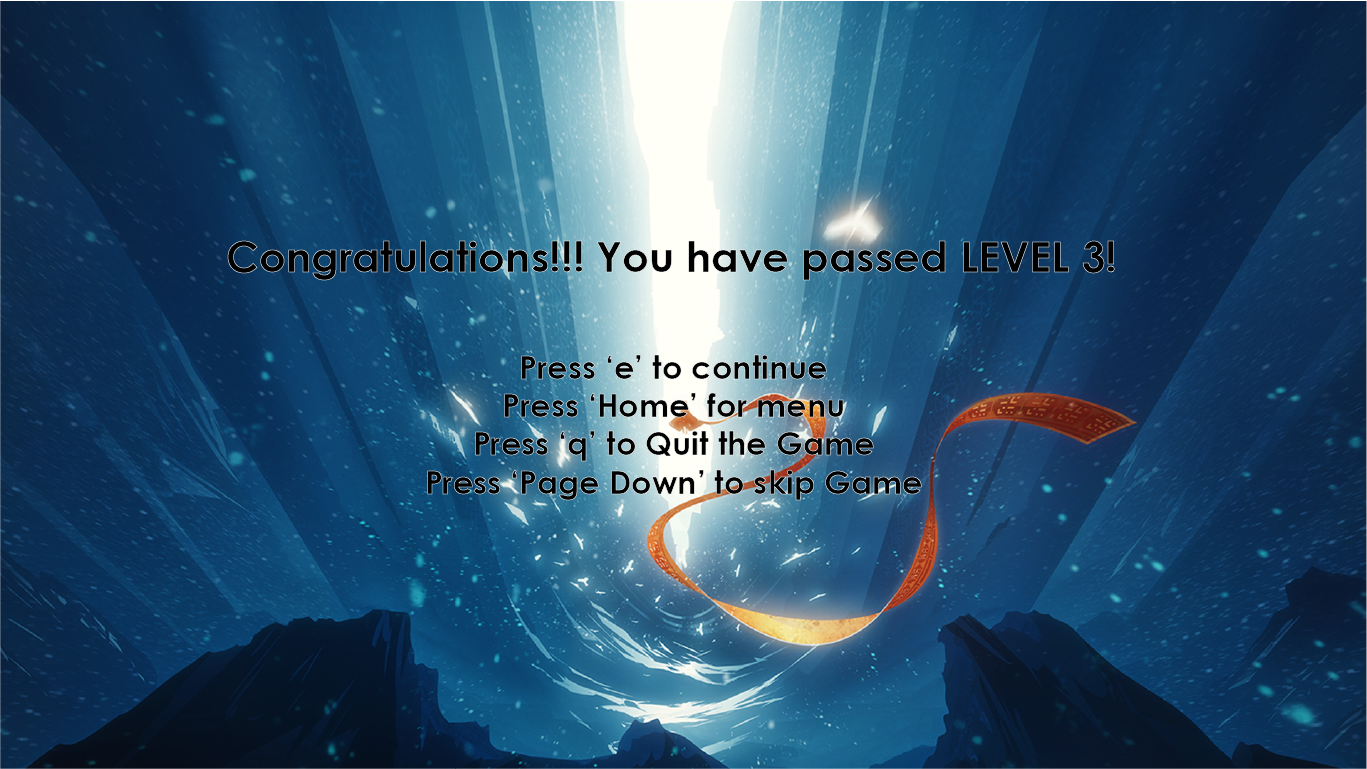 Congratulations!!! You have passed LEVEL 3!
Press ‘e’ to continue
Press ‘Home’ for menu
Press ‘q’ to Quit the Game
Press ‘Page Down’ to skip Game